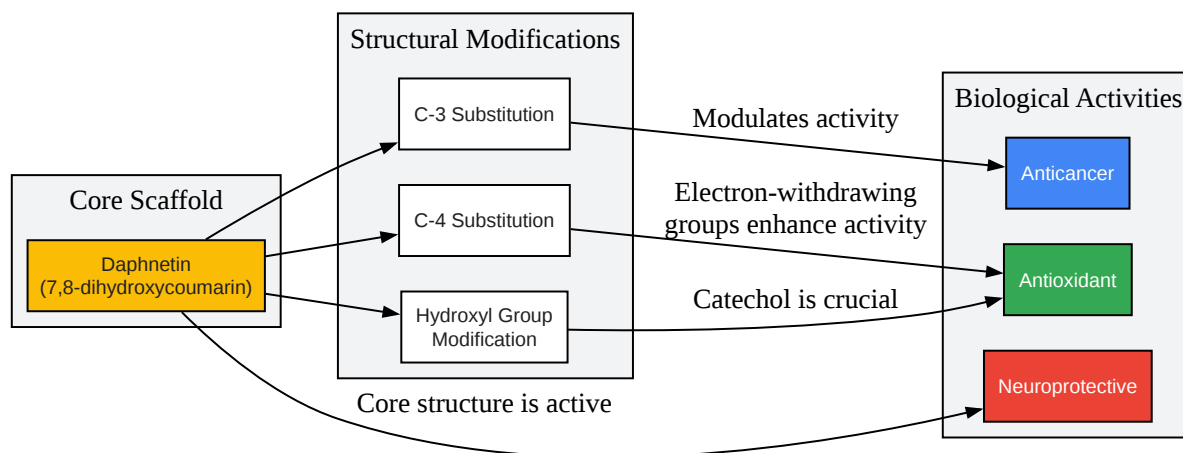 Structural Modifications
C-3 Substitution
Modulates activity
Biological Activities
Anticancer
Core Scaffold
Daphnetin
(7,8-dihydroxycoumarin)
C-4 Substitution
Electron-withdrawing
groups enhance activity
Antioxidant
Hydroxyl Group
Modification
Catechol is crucial
Neuroprotective
Core structure is active